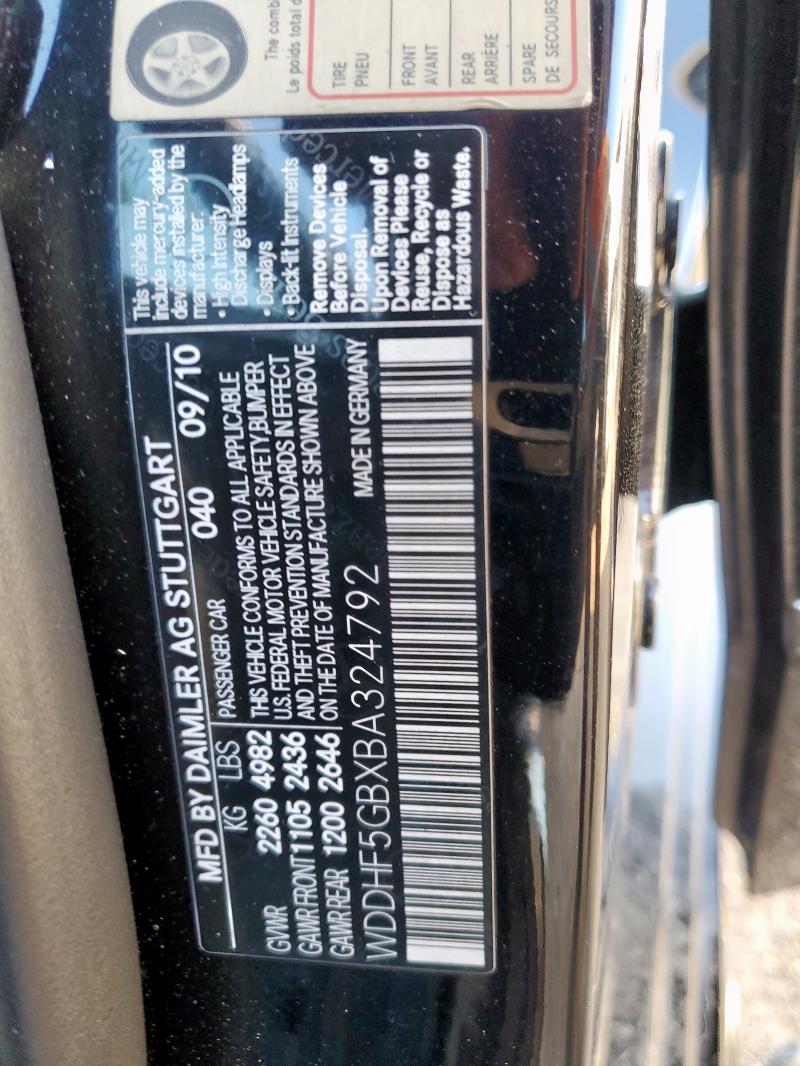 MFD BY DAIMLER AG STUTTGART
KG LBS PASSENGER CAR 040 09/10
GVWR 2260 4982 THIS VEHICLE CONFORMS TO ALL APPLICABLE
GAWR FRONT 1105 2436 U.S. FEDERAL MOTOR VEHICLE SAFETY, BUMPER
GAWR REAR 1200 2646 AND THEFT PREVENTION STANDARDS IN EFFECT
ON THE DATE OF MANUFACTURE SHOWN ABOVE
WDDHF5GBXBA324792 MADE IN GERMANY
This vehicle may
include mercury-added
devices installed by the
manufacturer:
• High Intensity
Discharge Headlamps
• Displays
• Back-lit Instruments
Remove Devices
Before Vehicle
Disposal.
Upon Removal of
Devices Please
Reuse, Recycle or
Dispose as
Hazardous Waste.
The comb
Le poids total d
TIRE
PNEU
FRONT
AVANT
REAR
ARRIÈRE
SPARE
DE SECOURS